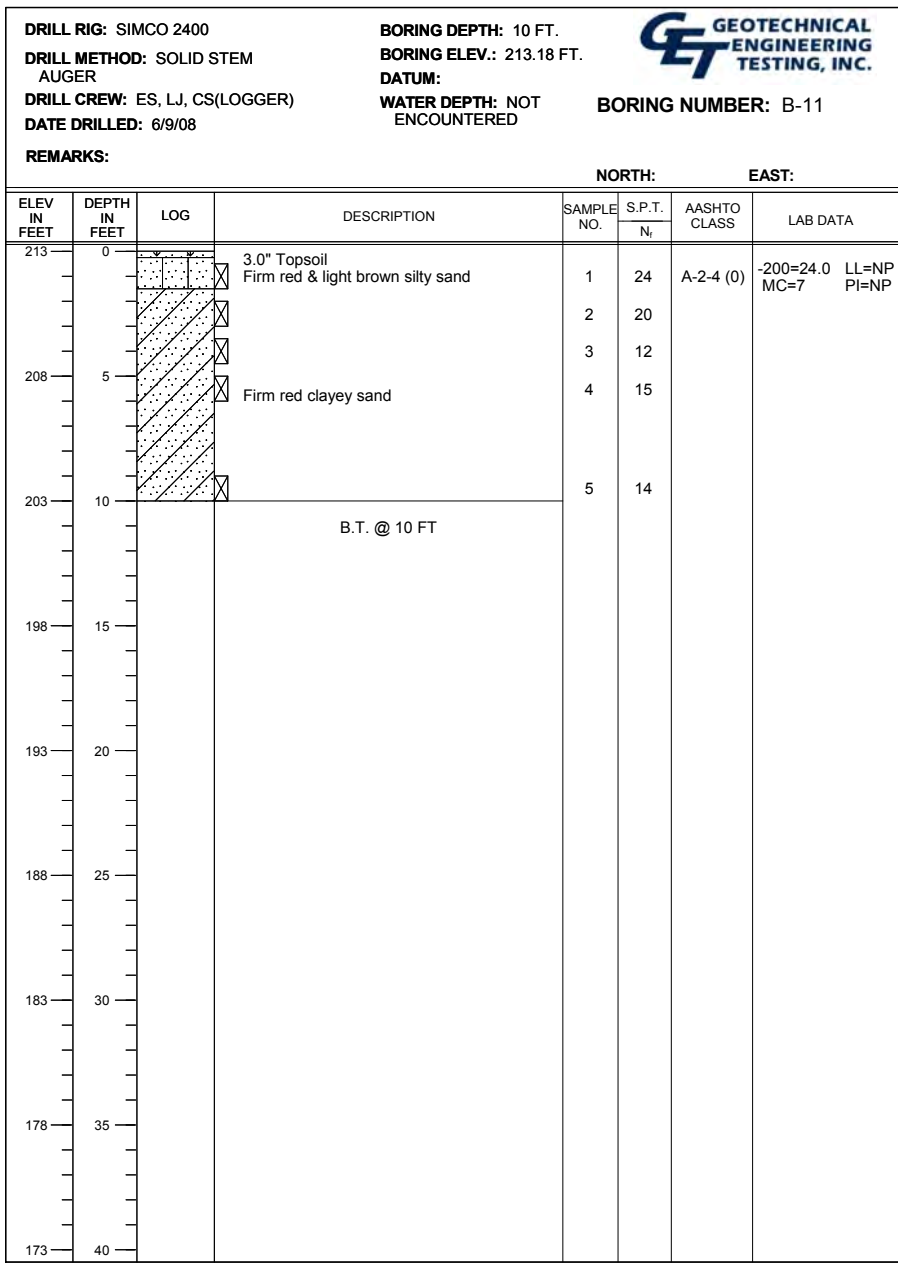 DRILL RIG: SIMCO 2400
DRILL METHOD: SOLID STEM
AUGER
DRILL CREW: ES, LJ, CS(LOGGER)
DATE DRILLED: 6/9/08
REMARKS:
BORING DEPTH: 10 FT.
BORING ELEV.: 213.18 FT.
DATUM:
WATER DEPTH: NOT
ENCOUNTERED
GET GEOTECHNICAL
ENGINEERING
TESTING, INC.
BORING NUMBER: B-11
NORTH: EAST:
ELEV IN FEET
DEPTH IN FEET
LOG
DESCRIPTION
SAMPLE NO.
S.P.T. Nr
AASHTO CLASS
LAB DATA
213 0
3.0" Topsoil
Firm red & light brown silty sand 1 24 A-2-4 (0) -200=24.0 LL=NP
MC=7 PI=NP
2 20
3 12
208 5
Firm red clayey sand 4 15
5 14
203 10
B.T. @ 10 FT
198 15
193 20
188 25
183 30
178 35
173 40